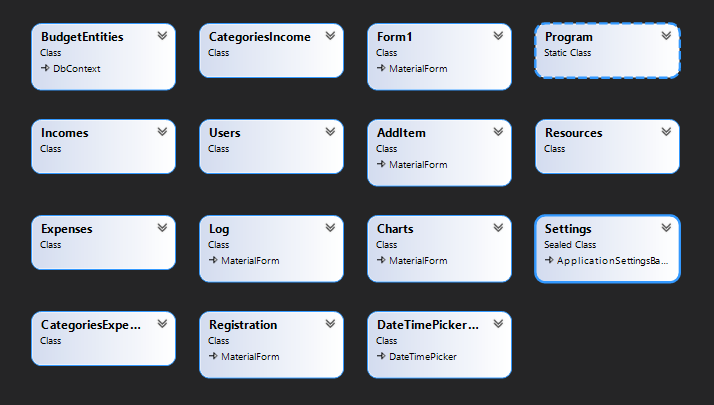 BudgetEntities
Class
DbContext
CategoriesIncome
Class
Form1
Class
MaterialForm
Program
Static Class
Incomes
Class
Users
Class
AddItem
Class
MaterialForm
Resources
Class
Expenses
Class
Log
Class
MaterialForm
Charts
Class
MaterialForm
Settings
Sealed Class
ApplicationSettingsBa...
CategoriesExpe...
Class
Registration
Class
MaterialForm
DateTimePicker...
Class
DateTimePicker